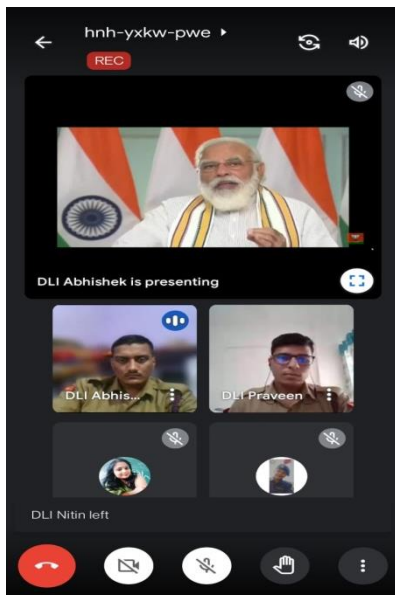 hnh-yxkw-pwe
REC
DLI Abhishek is presenting
DLI Abhis...
DLI Praveen
DLI Nitin left